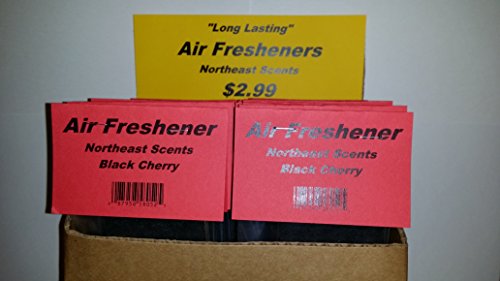 "Long Lasting"
Air Fresheners
Northeast Scents
$2.99
Air Freshener
Northeast Scents
Black Cherry
Air Freshener
Northeast Scents
Black Cherry